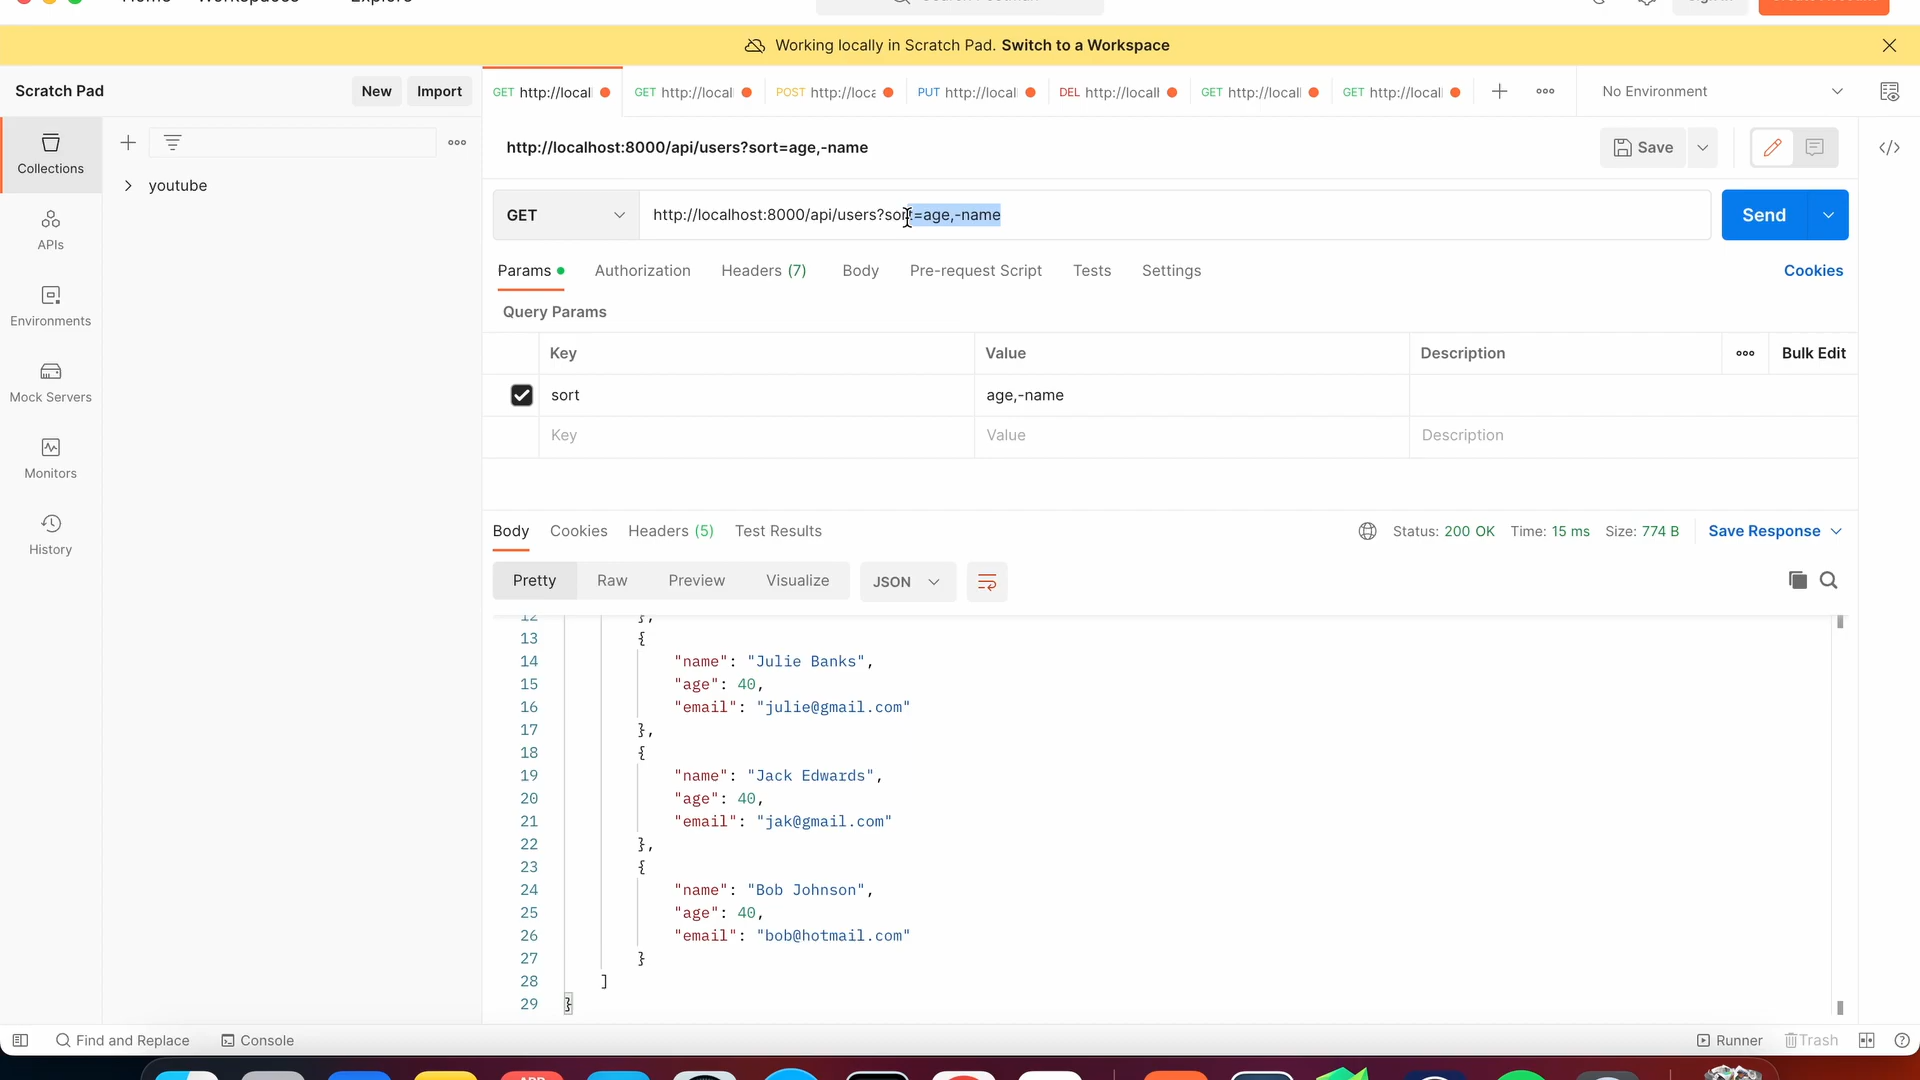 Working locally in Scratch Pad. Switch to a Workspace
Scratch Pad
New
Import
GET http://local
GET http://local
POST http://loca
PUT http://local
DEL http://local
GET http://local
GET http://local
No Environment
Collections
youtube
APIs
Environments
Mock Servers
Monitors
History
http://localhost:8000/api/users?sort=age,-name
Save
GET
http://localhost:8000/api/users?sort=age,-name
Send
Params
Authorization
Headers (7)
Body
Pre-request Script
Tests
Settings
Cookies
Query Params
Key
Value
Description
Bulk Edit
sort
age,-name
Key
Value
Description
Body
Cookies
Headers (5)
Test Results
Status: 200 OK
Time: 15 ms
Size: 774 B
Save Response
Pretty
Raw
Preview
Visualize
JSON
12 },
13 {
14 "name": "Julie Banks",
15 "age": 40,
16 "email": "julie@gmail.com"
17 },
18 {
19 "name": "Jack Edwards",
20 "age": 40,
21 "email": "jak@gmail.com"
22 },
23 {
24 "name": "Bob Johnson",
25 "age": 40,
26 "email": "bob@hotmail.com"
27 }
28 ]
29 }
Find and Replace
Console
Runner
Trash